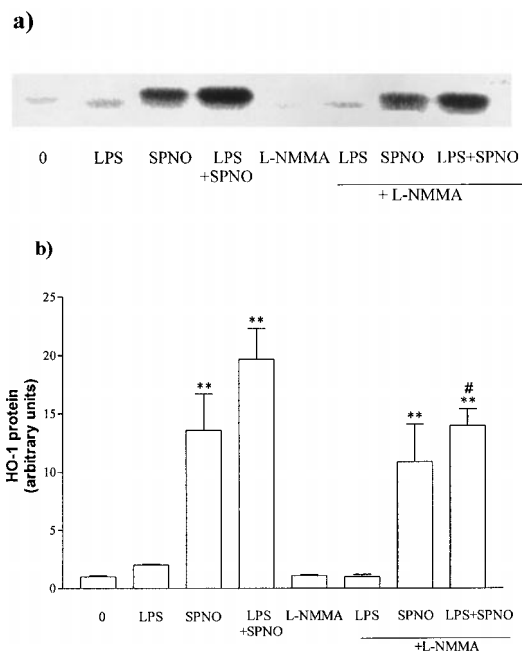 a)
0 LPS SPNO LPS L-NMMA LPS SPNO LPS+SPNO
+SPNO
+ L-NMMA
b)
HO-1 protein
(arbitrary units)
25
20
15
10
5
0
**
**
**
#
**
0 LPS SPNO LPS L-NMMA LPS SPNO LPS+SPNO
+SPNO
+L-NMMA